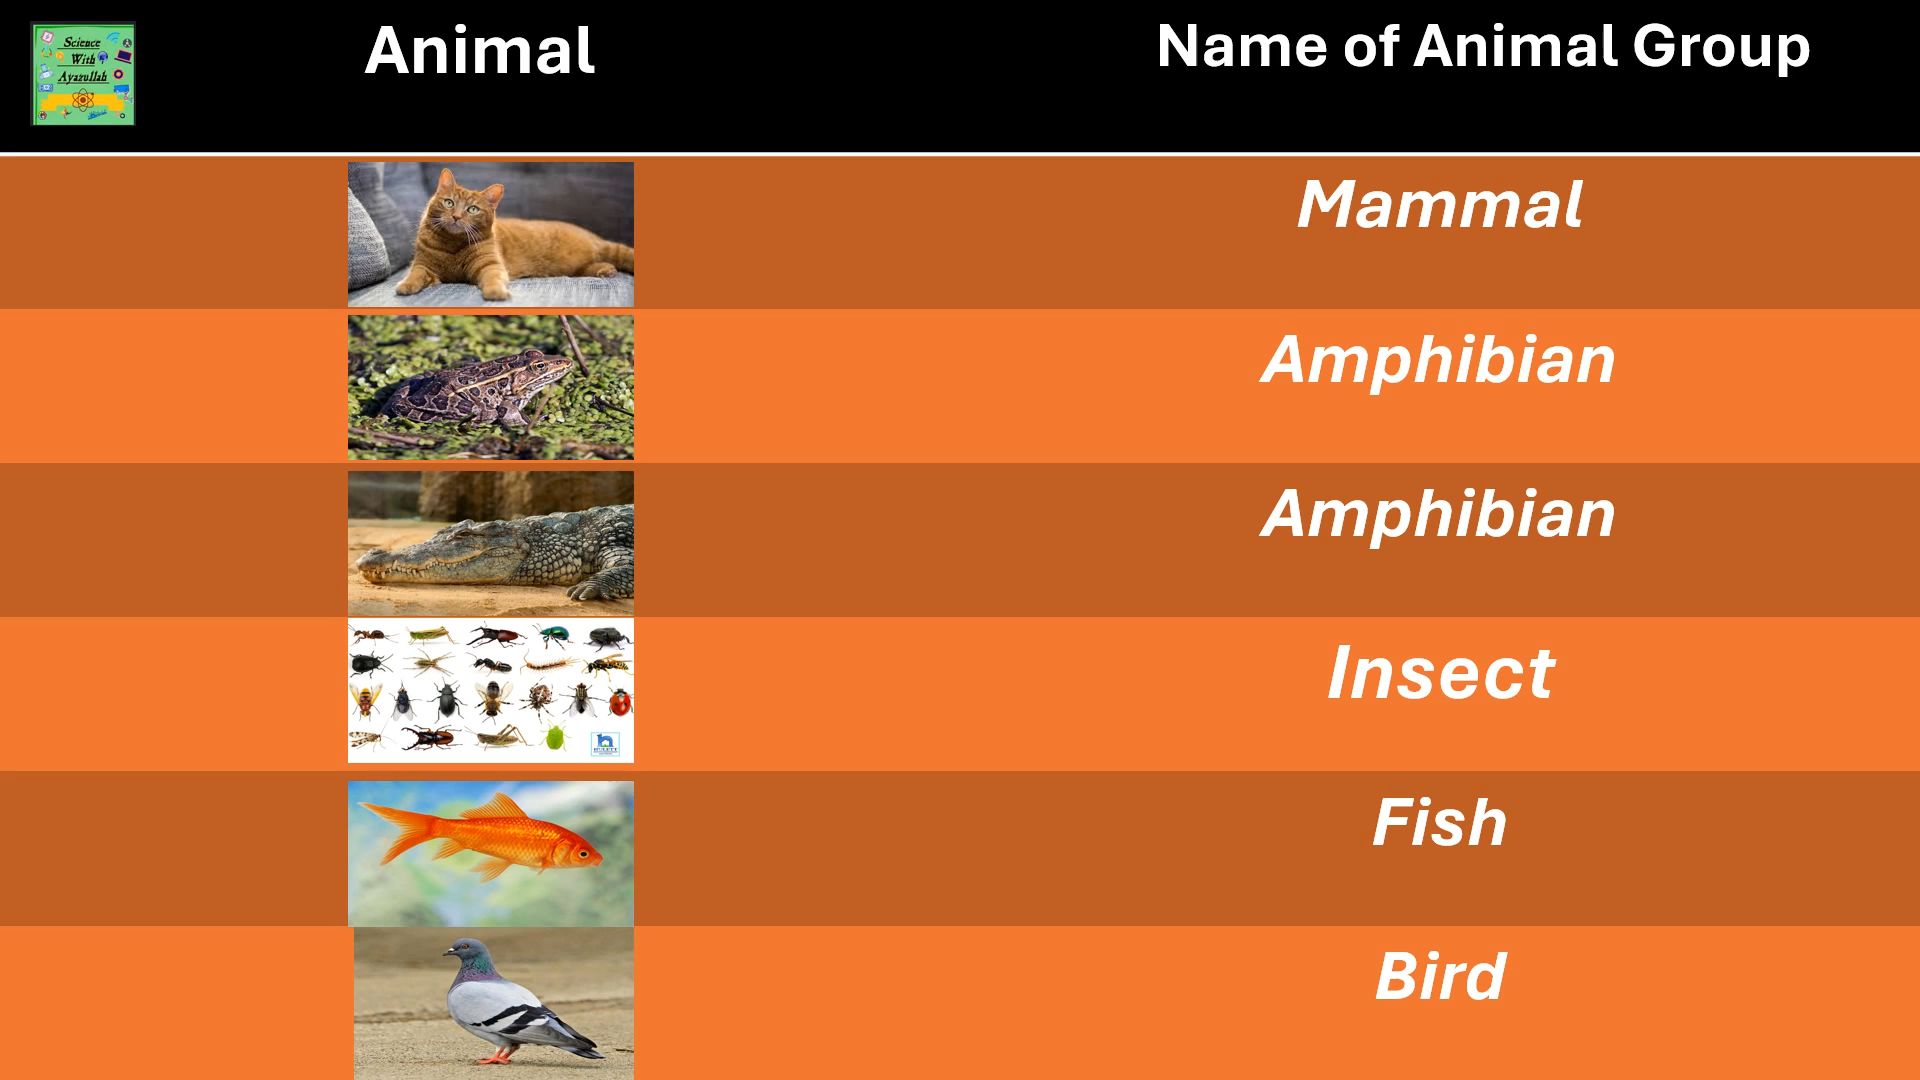 Science
With
Ayazullah
Animal
Name of Animal Group
Mammal
Amphibian
Amphibian
Insect
Fish
Bird